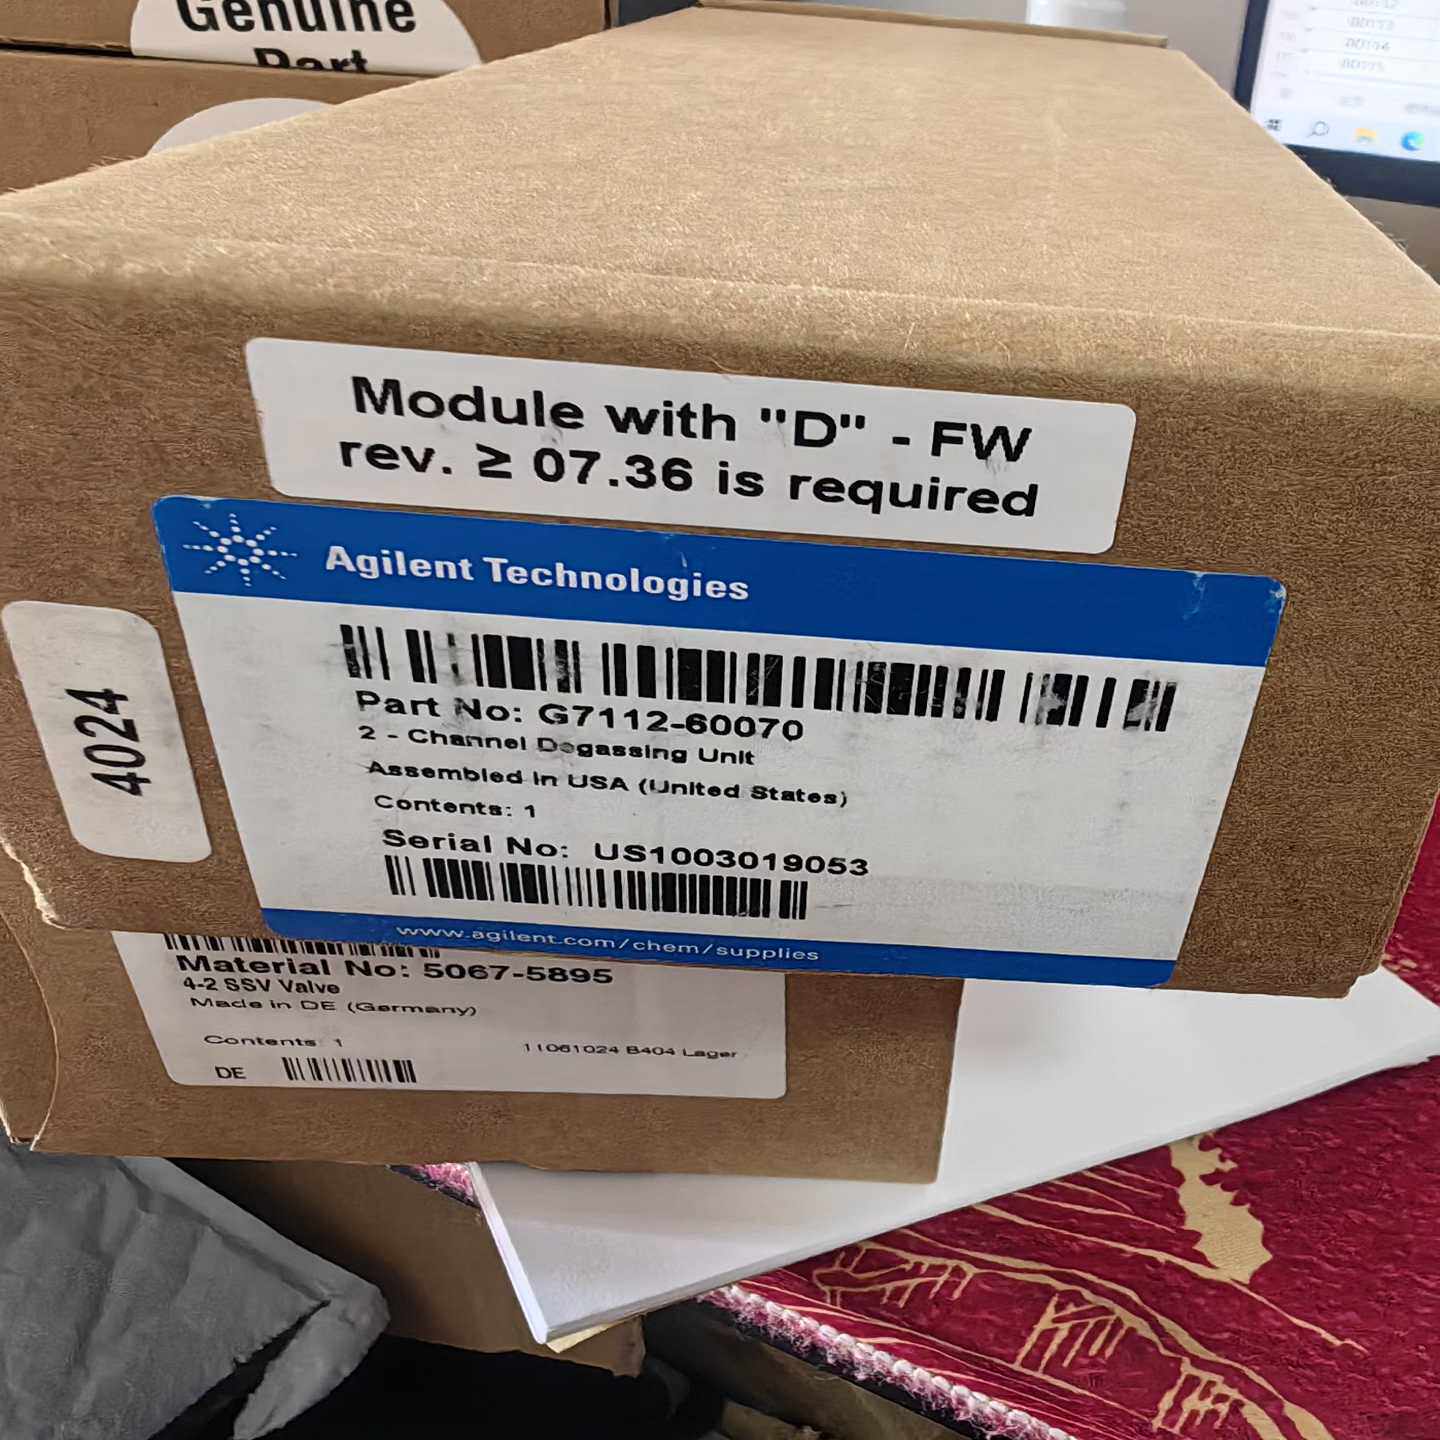 Genuine
Part
Module with "D" - FW
rev. ≥ 07.36 is required
Agilent Technologies
Part No: G7112-60070
2 - Channel Degassing Unit
Assembled in USA (United States)
Contents: 1
Serial No: US1003019053
www.agilent.com/chem/supplies
4024
Material No: 5067-5895
4-2 SSV Valve
Made in DE (Germany)
Contents: 1
11061024 B404 Lager
DE